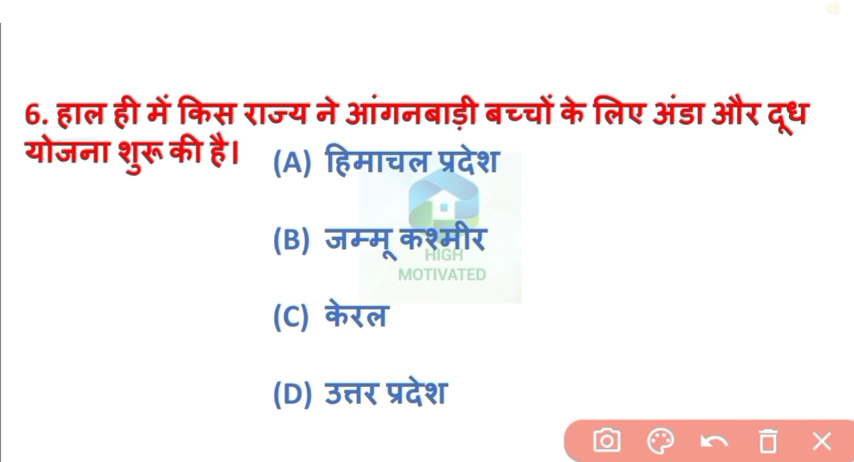 6. हाल ही में किस राज्य ने आंगनबाड़ी बच्चों के लिए अंडा और दूध
योजना शुरू की है।
(A) हिमाचल प्रदेश
(B) जम्मू कश्मीर
HIGH
MOTIVATED
(C) केरल
(D) उत्तर प्रदेश